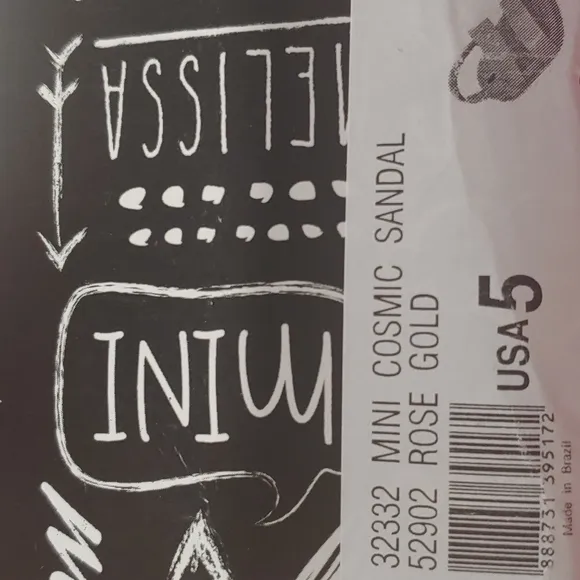 MELISSA
MINI
32332 MINI COSMIC SANDAL
52902 ROSE GOLD
USA 5
888731 395172
Made in Brazil